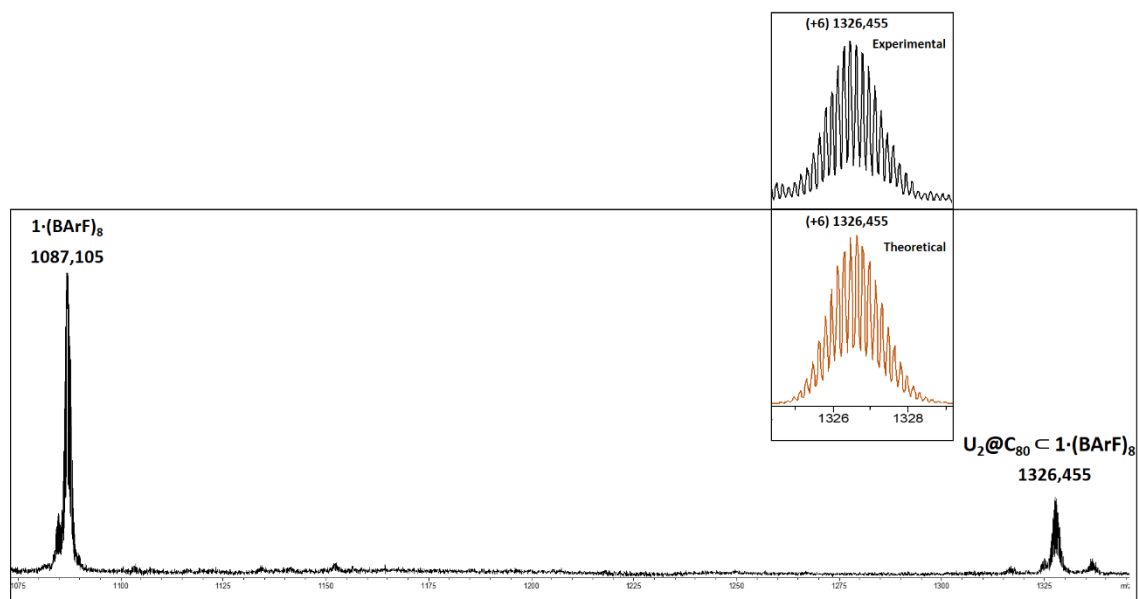 (+6) 1326,455
Experimental
(+6) 1326,455
Theoretical
1326 1328
1·(BArF)₈
1087,105
U₂@C₈₀ ⊂ 1·(BArF)₈
1326,455
1075 1100 1125 1150 1175 1200 1225 1250 1275 1300 1325